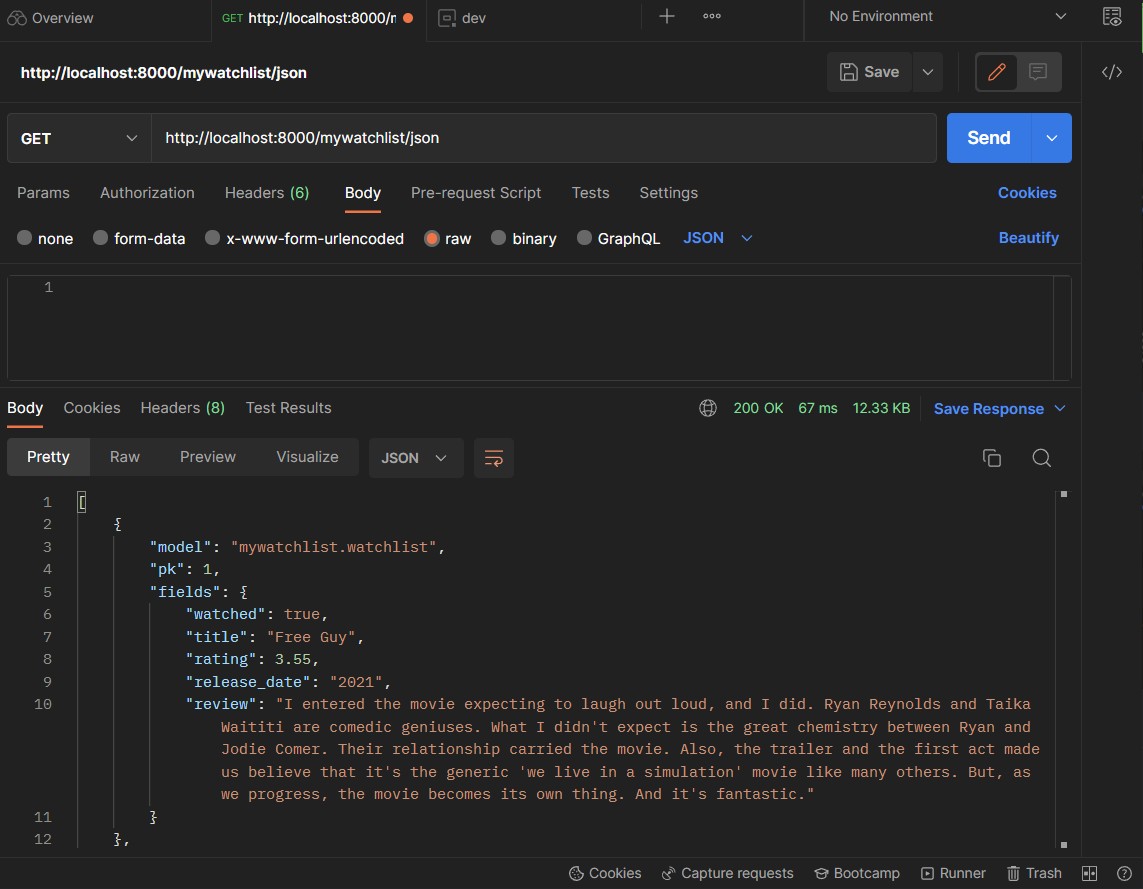 Overview
GET http://localhost:8000/n
dev
No Environment
http://localhost:8000/mywatchlist/json
Save
GET
http://localhost:8000/mywatchlist/json
Send
Params Authorization Headers (6) Body Pre-request Script Tests Settings Cookies
none form-data x-www-form-urlencoded raw binary GraphQL JSON Beautify
1
Body Cookies Headers (8) Test Results 200 OK 67 ms 12.33 KB Save Response
Pretty Raw Preview Visualize JSON
1 [
2 {
3 "model": "mywatchlist.watchlist",
4 "pk": 1,
5 "fields": {
6 "watched": true,
7 "title": "Free Guy",
8 "rating": 3.55,
9 "release_date": "2021",
10 "review": "I entered the movie expecting to laugh out loud, and I did. Ryan Reynolds and Taika
Waititi are comedic geniuses. What I didn't expect is the great chemistry between Ryan and
Jodie Comer. Their relationship carried the movie. Also, the trailer and the first act made
us believe that it's the generic 'we live in a simulation' movie like many others. But, as
we progress, the movie becomes its own thing. And it's fantastic."
11 }
12 },
Cookies Capture requests Bootcamp Runner Trash